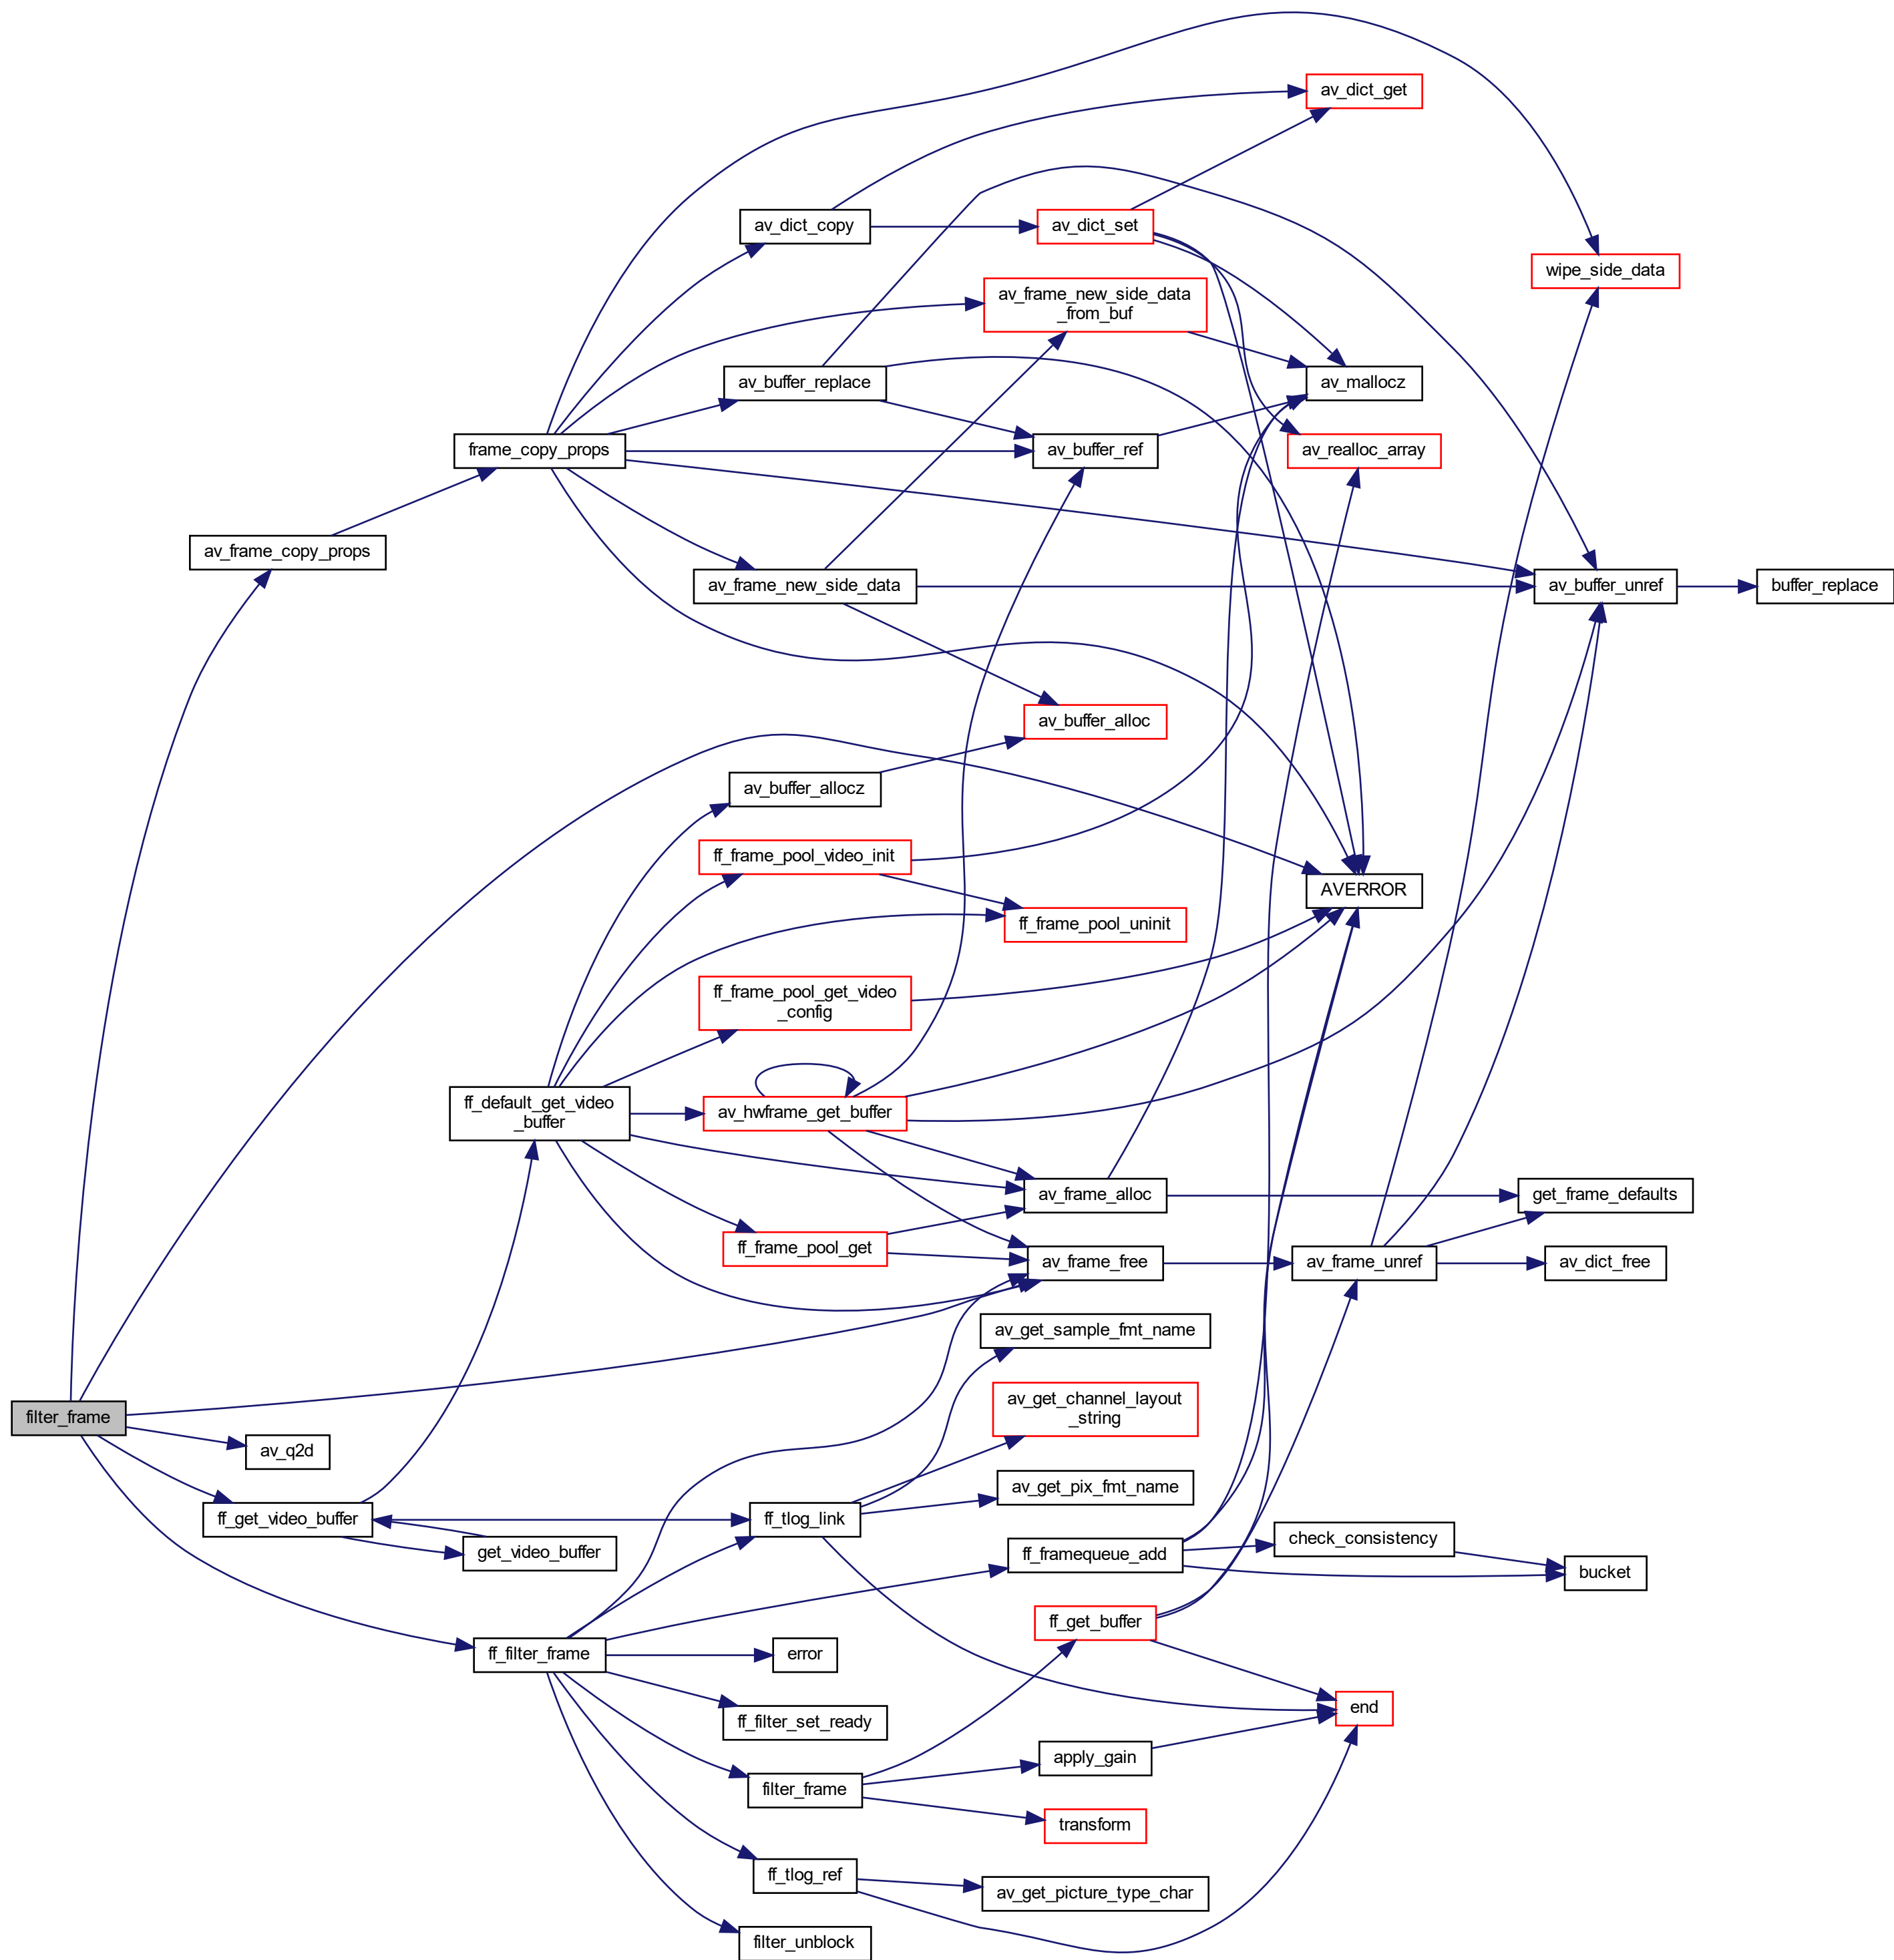 av_dict_get
av_dict_copy
av_dict_set
wipe_side_data
av_frame_new_side_data
_from_buf
av_buffer_replace
av_mallocz
frame_copy_props
av_buffer_ref
av_realloc_array
av_frame_copy_props
av_frame_new_side_data
av_buffer_unref
buffer_replace
av_buffer_alloc
av_buffer_allocz
ff_frame_pool_video_init
AVERROR
ff_frame_pool_uninit
ff_frame_pool_get_video
_config
ff_default_get_video
_buffer
av_hwframe_get_buffer
av_frame_alloc
get_frame_defaults
ff_frame_pool_get
av_frame_free
av_frame_unref
av_dict_free
av_get_sample_fmt_name
av_get_channel_layout
_string
filter_frame
av_q2d
av_get_pix_fmt_name
ff_get_video_buffer
ff_tlog_link
get_video_buffer
ff_framequeue_add
check_consistency
bucket
ff_get_buffer
ff_filter_frame
error
end
ff_filter_set_ready
apply_gain
filter_frame
transform
ff_tlog_ref
av_get_picture_type_char
filter_unblock